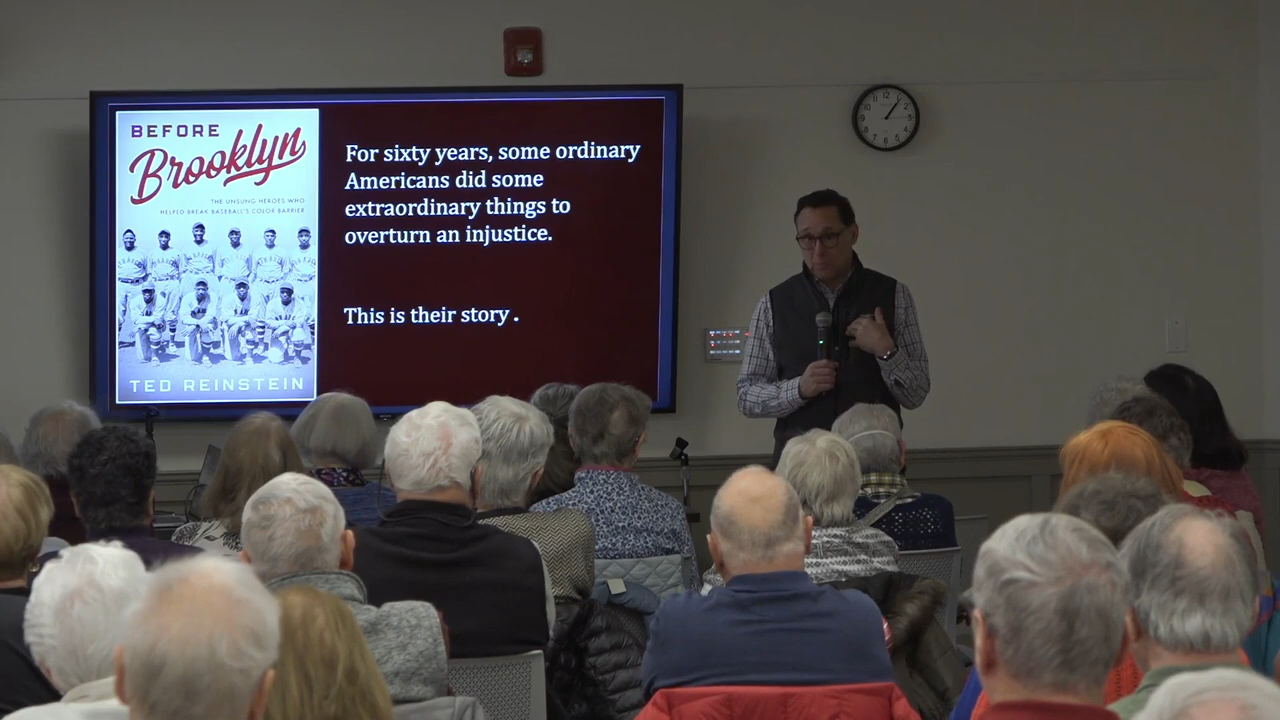 BEFORE
Brooklyn
THE UNSUNG HEROES WHO
HELPED BREAK BASEBALL'S COLOR BARRIER
TED REINSTEIN
For sixty years, some ordinary
Americans did some
extraordinary things to
overturn an injustice.
This is their story .